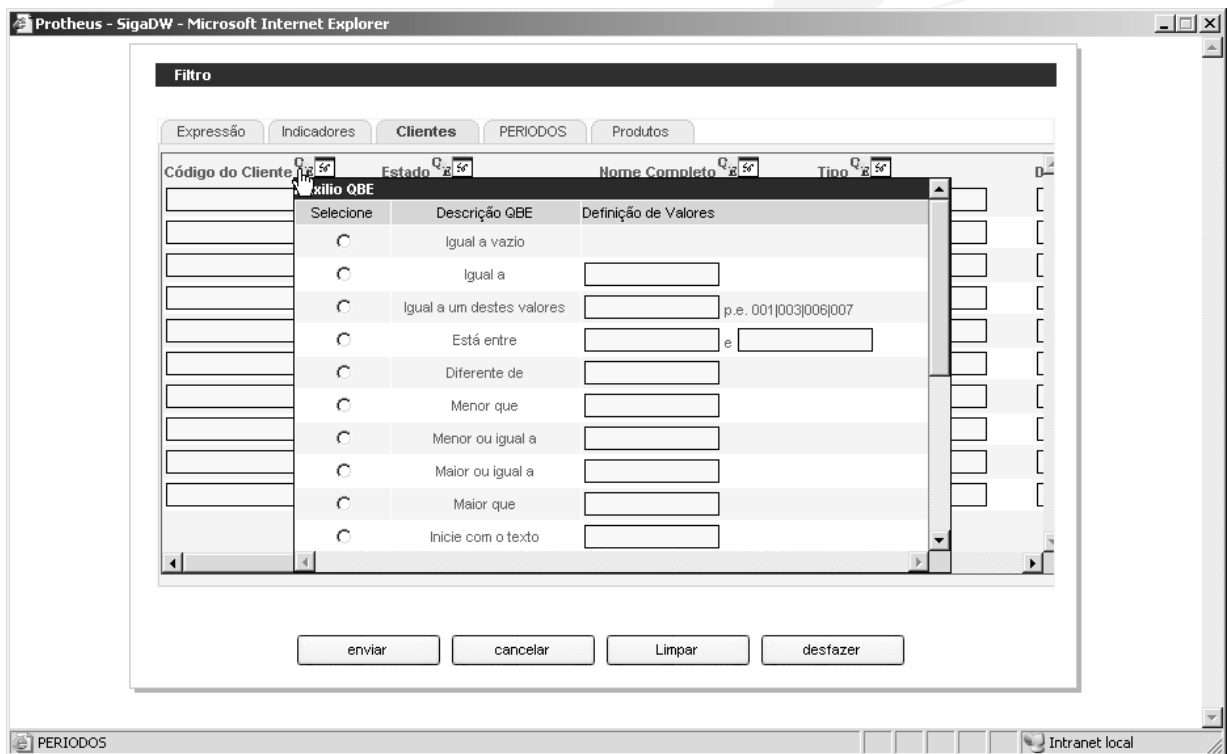 Protheus - SigaDW - Microsoft Internet Explorer
Filtro
Expressão Indicadores Clientes PERIODOS Produtos
Código do Cliente Estado Nome Completo Tipo D
xilio QBE
Selecione Descrição QBE Definição de Valores
Igual a vazio
Igual a
Igual a um destes valores p.e. 001|003|006|007
Está entre e
Diferente de
Menor que
Menor ou igual a
Maior ou igual a
Maior que
Inicie com o texto
enviar cancelar Limpar desfazer
PERIODOS Intranet local